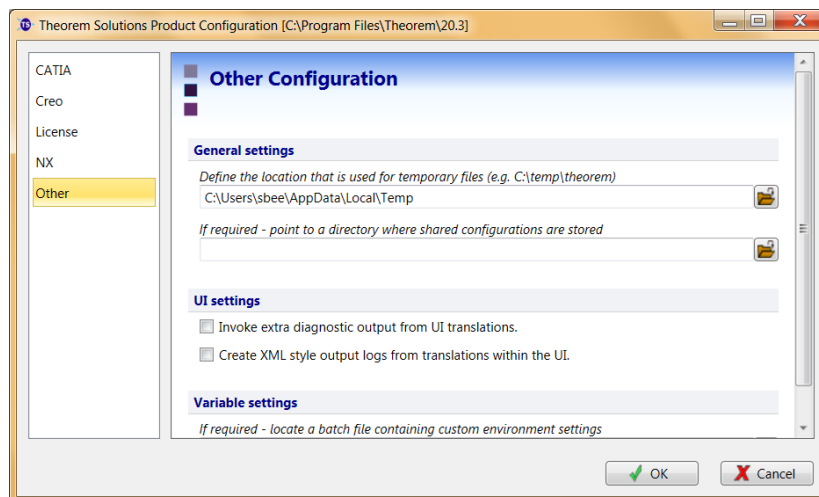 Theorem Solutions Product Configuration [C:\Program Files\Theorem\20.3]
CATIA
Creo
License
NX
Other
Other Configuration
General settings
Define the location that is used for temporary files (e.g. C:\temp\theorem)
C:\Users\sbee\AppData\Local\Temp
If required - point to a directory where shared configurations are stored
UI settings
Invoke extra diagnostic output from UI translations.
Create XML style output logs from translations within the UI.
Variable settings
If required - locate a batch file containing custom environment settings
OK
Cancel